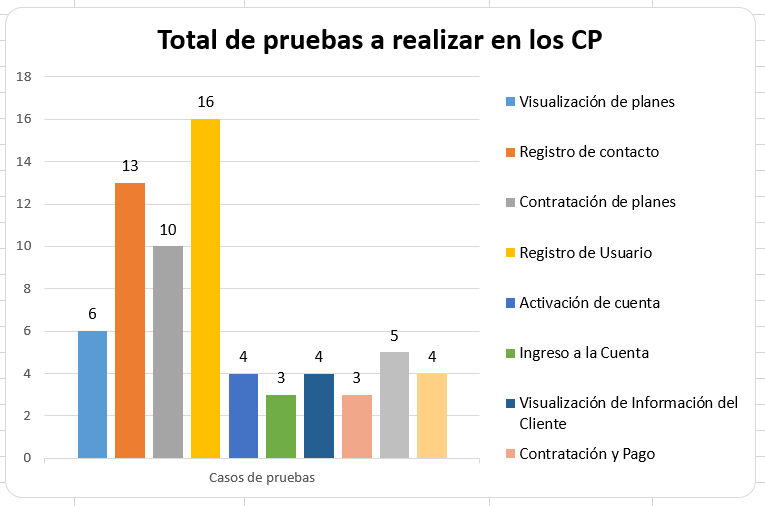 Total de pruebas a realizar en los CP
18
16
14
12
10
8
6
4
2
0
6
13
10
16
4
3
4
3
5
4
Casos de pruebas
Visualización de planes
Registro de contacto
Contratación de planes
Registro de Usuario
Activación de cuenta
Ingreso a la Cuenta
Visualización de Información del
Cliente
Contratación y Pago